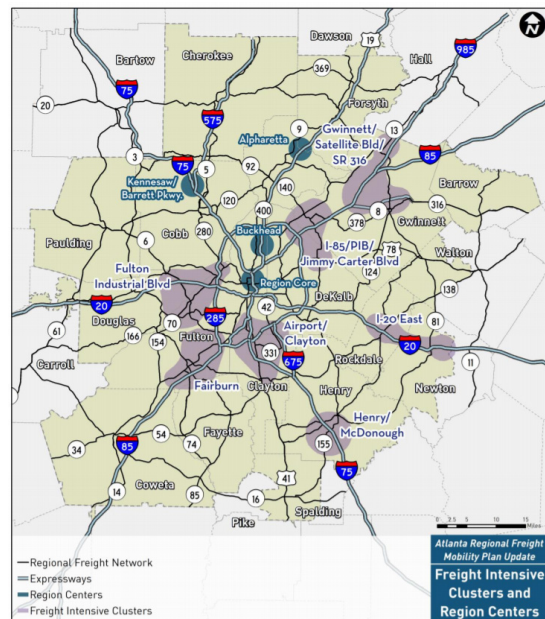 N
Dawson
19
985
Bartow
Cherokee
Hall
75
369
20
Forsyth
575
Gwinnett/
Satellite Bld/
SR 316
13
9
Alpharetta
85
3
75
5
92
Barrow
Kennesaw/
Barrett Pkwy.
140
316
120
400
8
378
Gwinnett
Paulding
Cobb
280
Buckhead
6
I-85/PIB/
Jimmy Carter Blvd
78
Walton
124
Fulton
Industrial Blvd
Region Core
138
DeKalb
20
42
Douglas
285
Airport/
Clayton
I-20 East
81
70
61
166
154
Fulton
20
331
Rockdale
675
11
Carroll
Fairburn
Clayton
Henry
Newton
Henry/
McDonough
Fayette
54
155
34
85
74
75
14
Coweta
41
85
16
Spalding
Pike
0 2.5 5 10 15
Miles
Regional Freight Network
Expressways
Region Centers
Freight Intensive Clusters
Atlanta Regional Freight
Mobility Plan Update
Freight Intensive
Clusters and
Region Centers